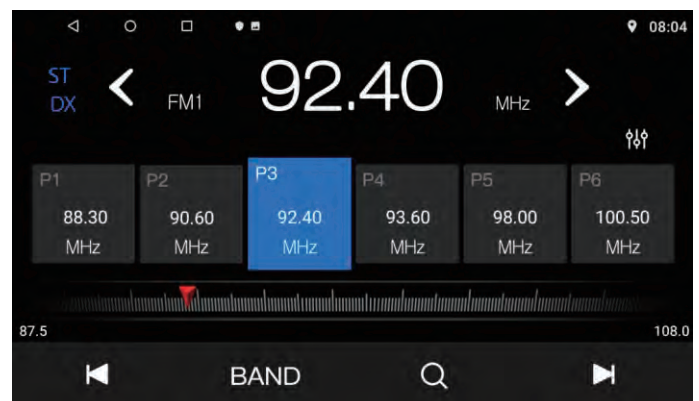 08:04
ST
DX
FM1
92.40
MHz
P1
88.30
MHz
P2
90.60
MHz
P3
92.40
MHz
P4
93.60
MHz
P5
98.00
MHz
P6
100.50
MHz
87.5
108.0
BAND